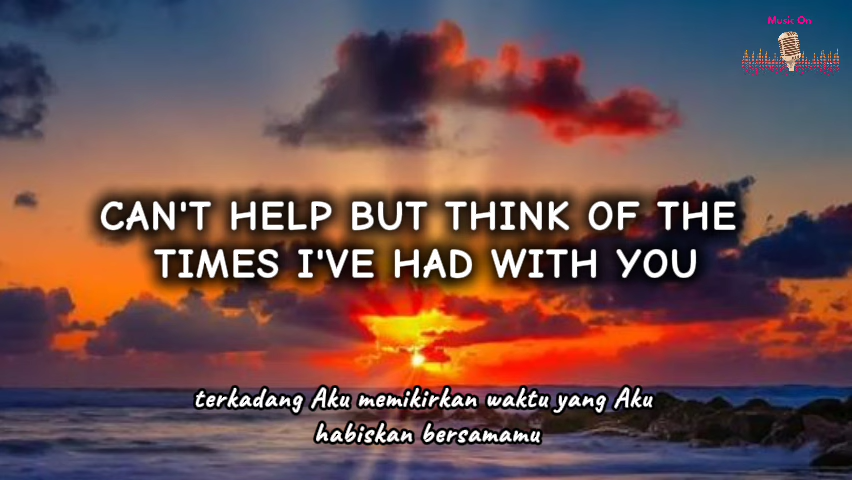 Music On
CAN'T HELP BUT THINK OF THE
TIMES I'VE HAD WITH YOU
terkadang Aku memikirkan waktu yang Aku
habiskan bersamamu